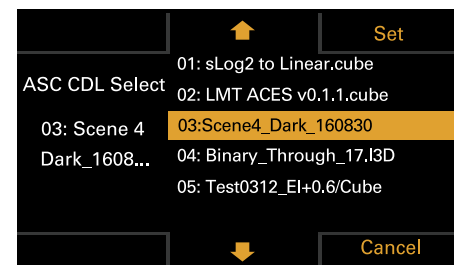 Set
ASC CDL Select
03: Scene 4
Dark_1608...
01: sLog2 to Linear.cube
02: LMT ACES v0.1.1.cube
03:Scene4_Dark_160830
04: Binary_Through_17.l3D
05: Test0312_EI+0.6/Cube
Cancel